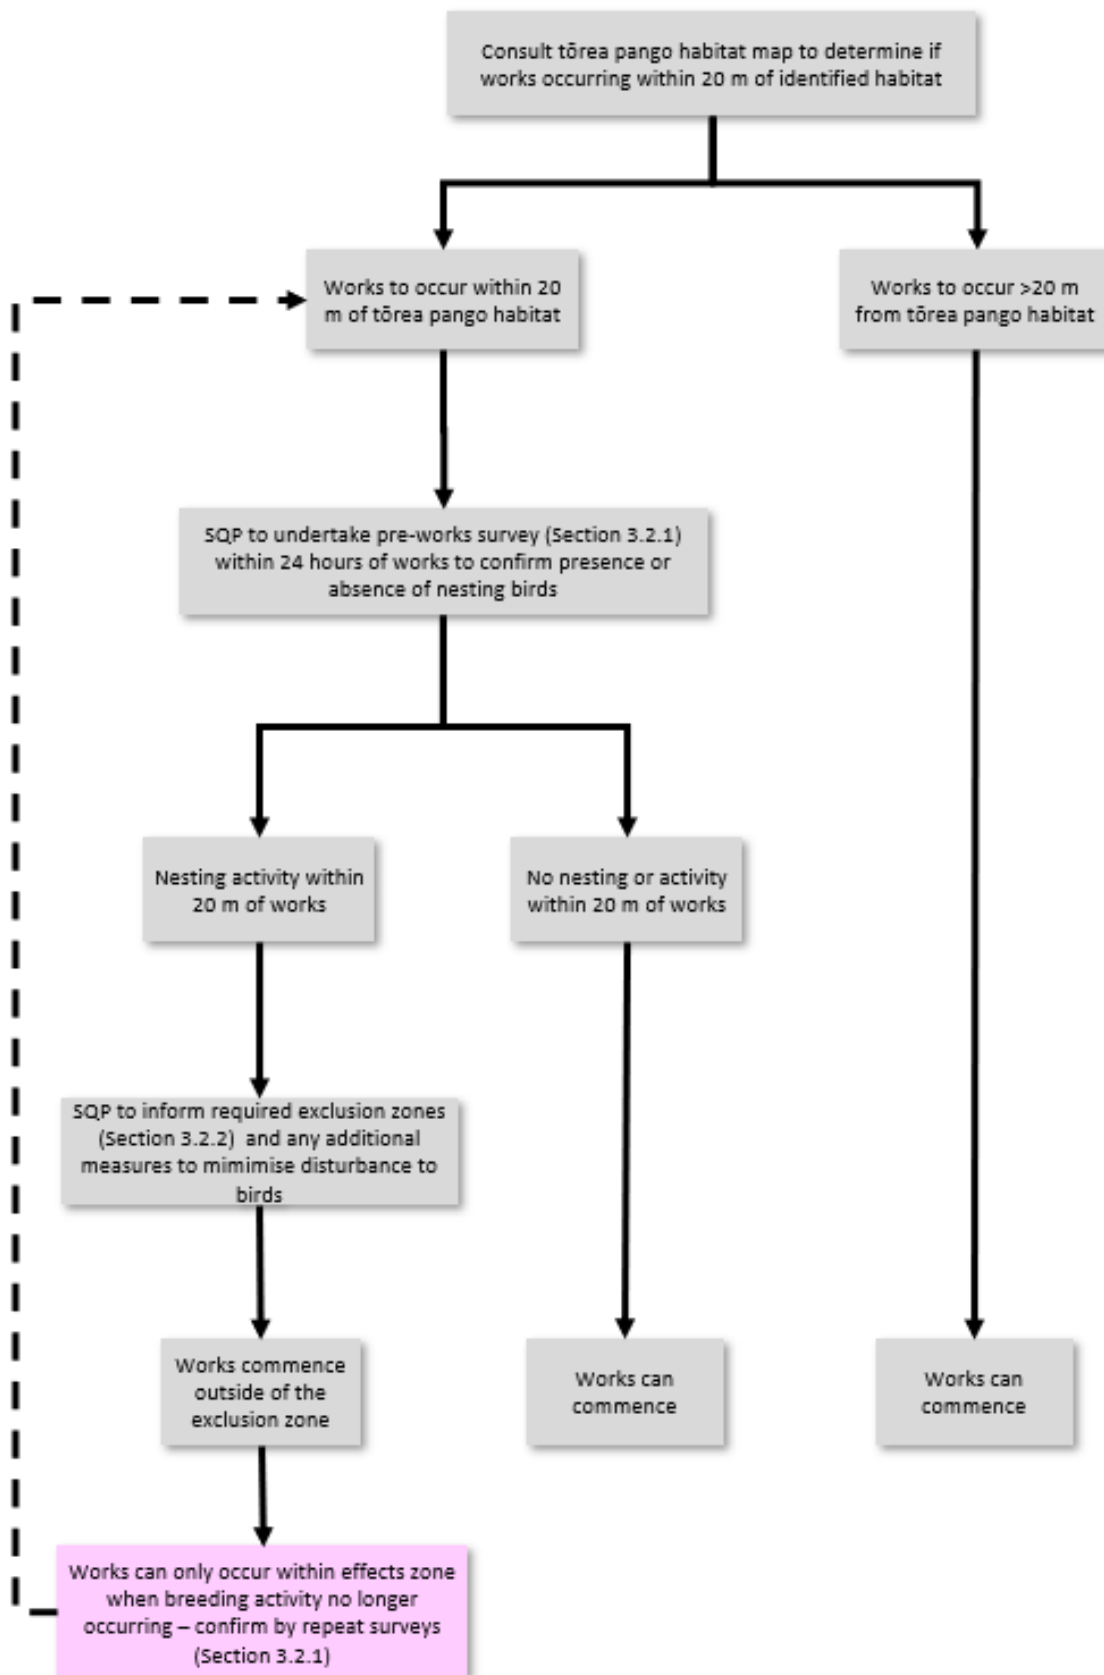 Consult tōrea pango habitat map to determine if
works occurring within 20 m of identified habitat
Works to occur within 20
m of tōrea pango habitat
Works to occur >20 m
from tōrea pango habitat
SQP to undertake pre-works survey (Section 3.2.1)
within 24 hours of works to confirm presence or
absence of nesting birds
Nesting activity within
20 m of works
No nesting or activity
within 20 m of works
SQP to inform required exclusion zones
(Section 3.2.2) and any additional
measures to mimimise disturbance to
birds
Works commence
outside of the
exclusion zone
Works can
commence
Works can
commence
Works can only occur within effects zone
when breeding activity no longer
occurring – confirm by repeat surveys
(Section 3.2.1)